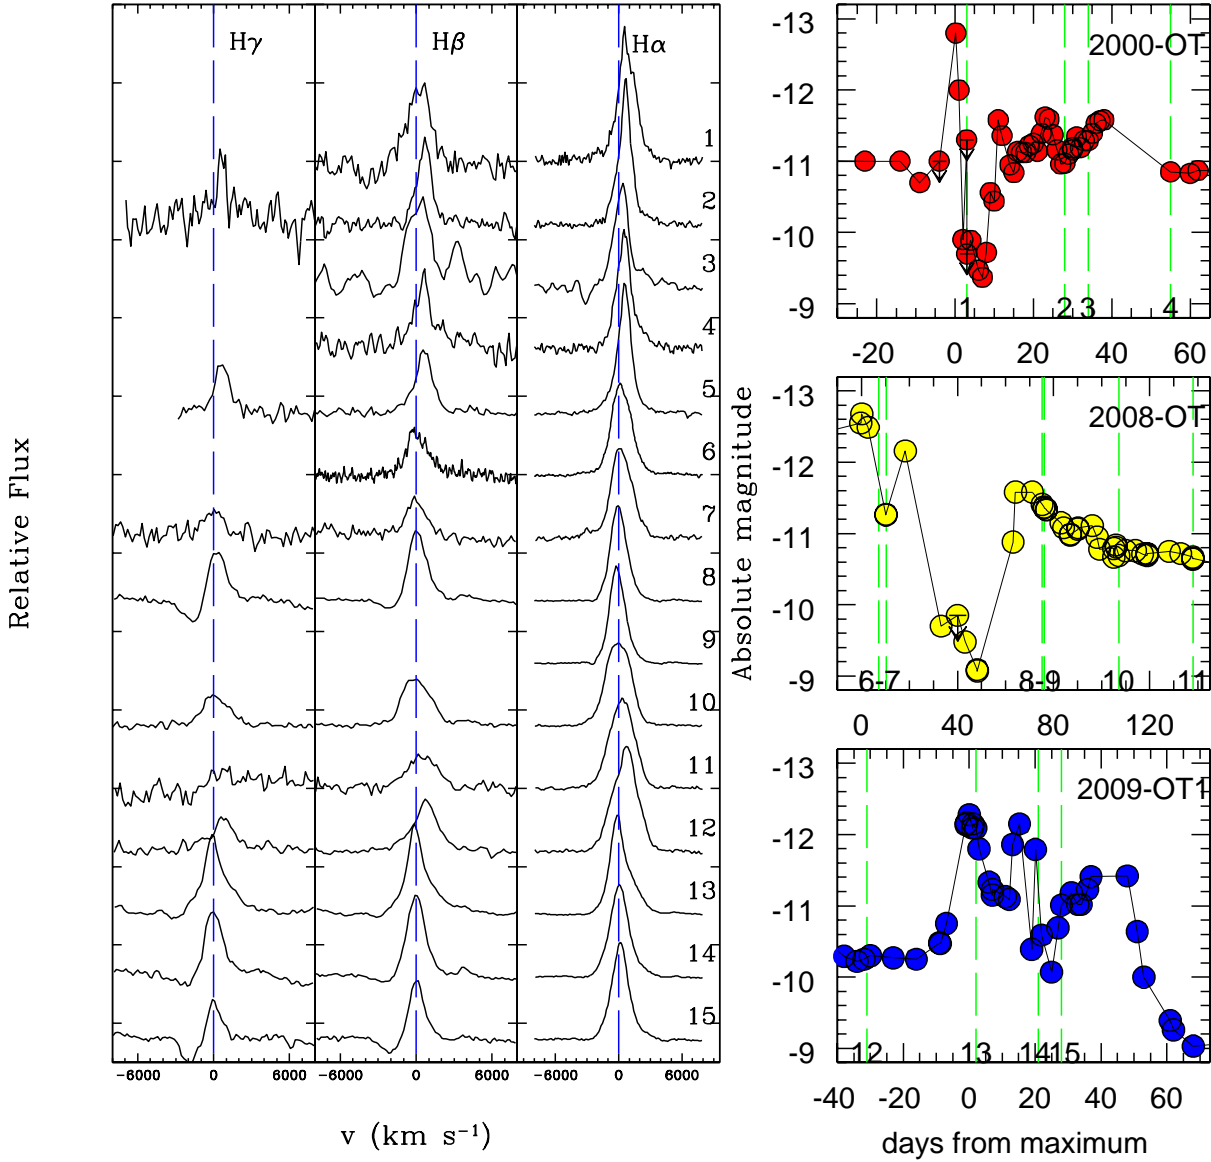 Hγ
Hβ
Hα
1
2
3
4
5
6
7
8
9
10
11
12
13
14
15
Relative Flux
-6000 0 6000
-6000 0 6000
-6000 0 6000
v (km s⁻¹)
Absolute magnitude
2000-OT
-13
-12
-11
-10
-9
1 2 3 4
-20 0 20 40 60
2008-OT
-13
-12
-11
-10
-9
6-7 8-9 10 11
0 40 80 120
2009-OT1
-13
-12
-11
-10
-9
12 13 14 15
-40 -20 0 20 40 60
days from maximum